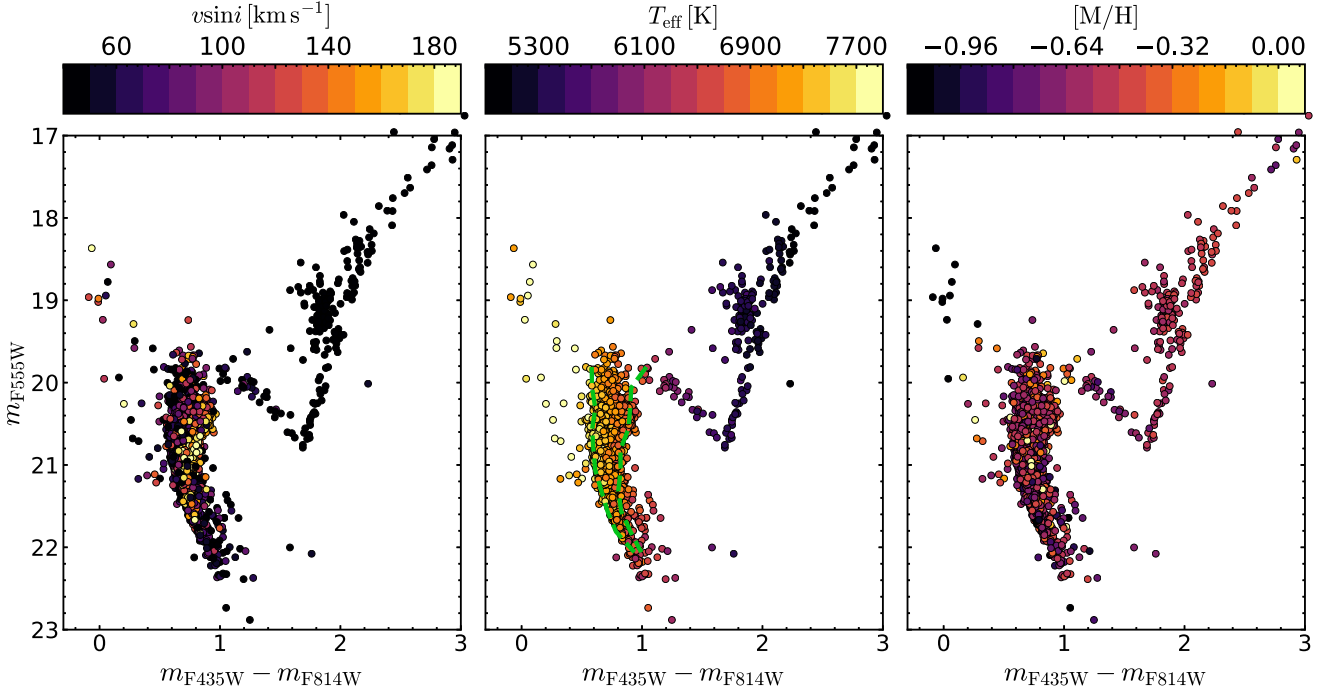 v sin i [km s⁻¹] T_eff [K] [M/H]
60 100 140 180 5300 6100 6900 7700 −0.96 −0.64 −0.32 0.00
17
18
19
20
21
22
23
m_F555W
0 1 2 3 0 1 2 3 0 1 2 3
m_F435W − m_F814W m_F435W − m_F814W m_F435W − m_F814W